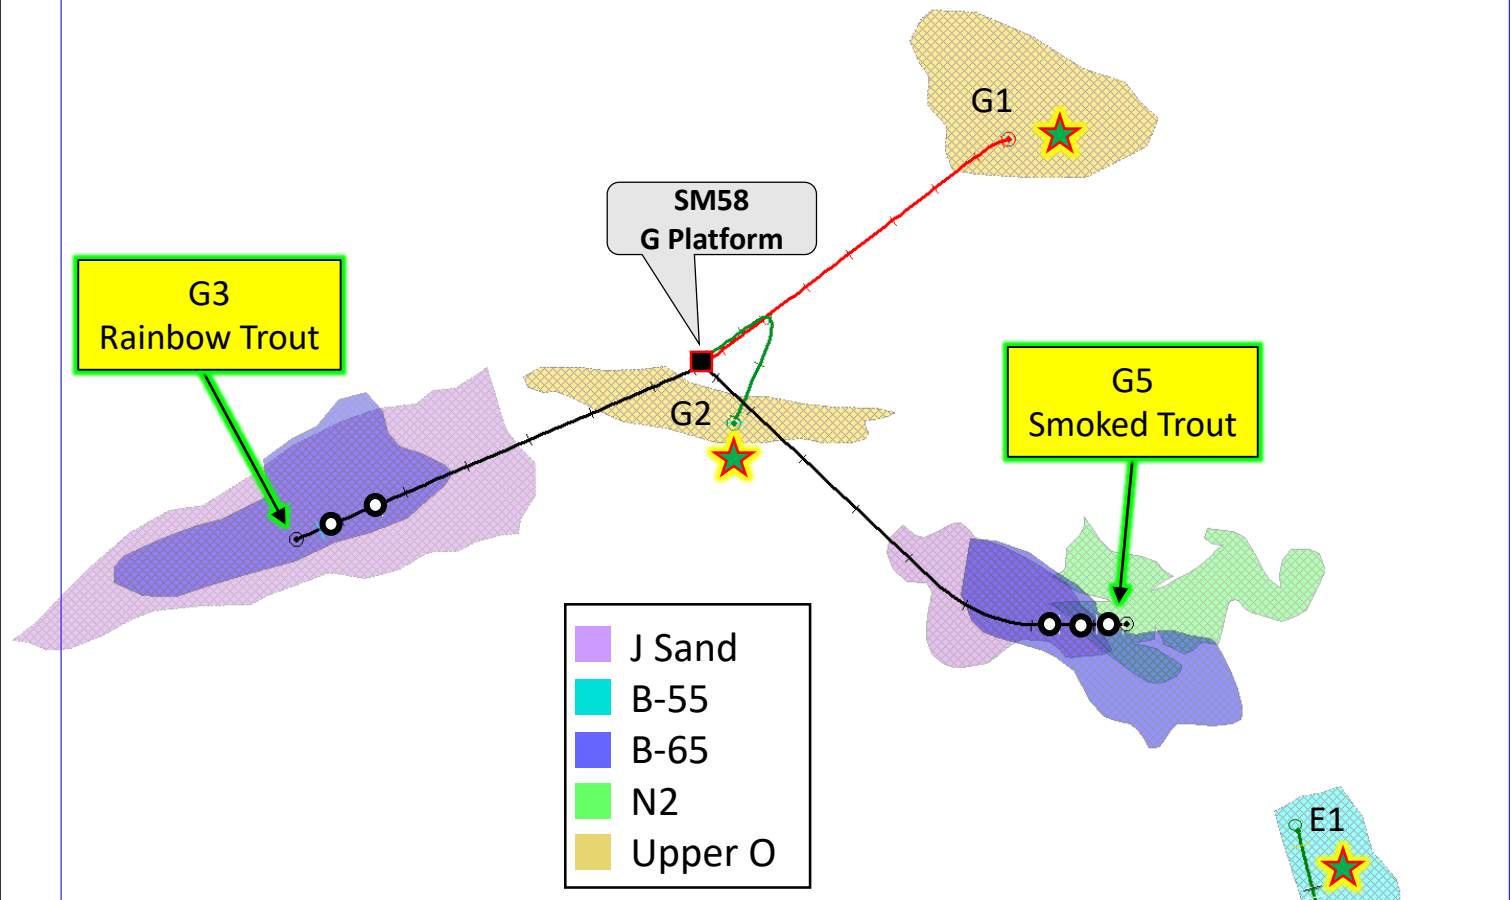 G1
SM58
G Platform
G3
Rainbow Trout
G5
Smoked Trout
G2
J Sand
B-55
B-65
N2
Upper O
E1